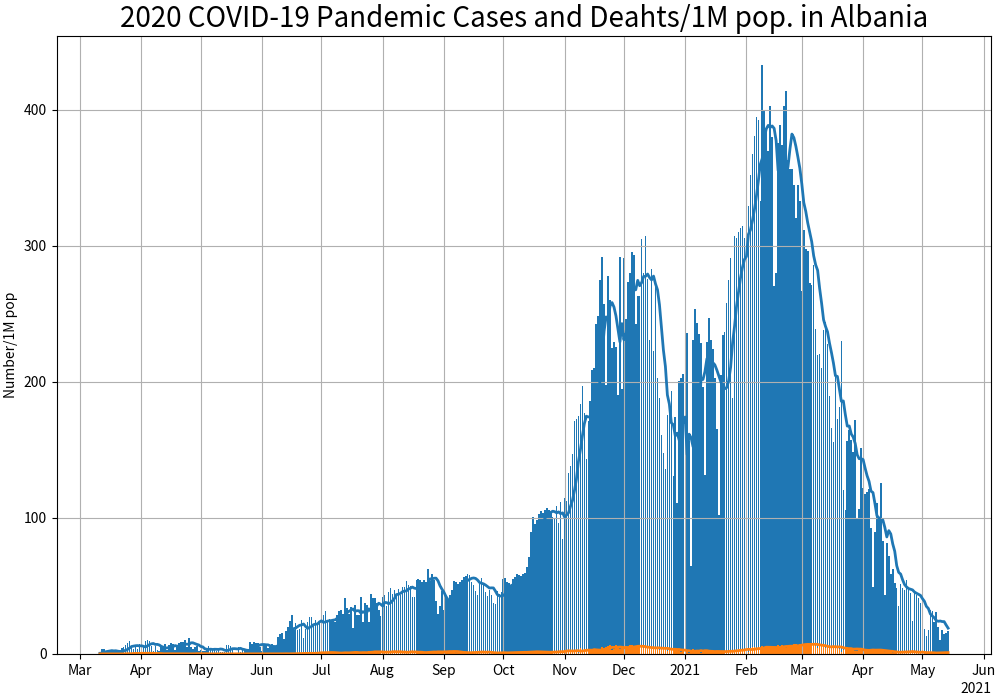 2020 COVID-19 Pandemic Cases and Deahts/1M pop. in Albania
Number/1M pop
400
300
200
100
0
Mar Apr May Jun Jul Aug Sep Oct Nov Dec 2021 Feb Mar Apr May Jun
2021